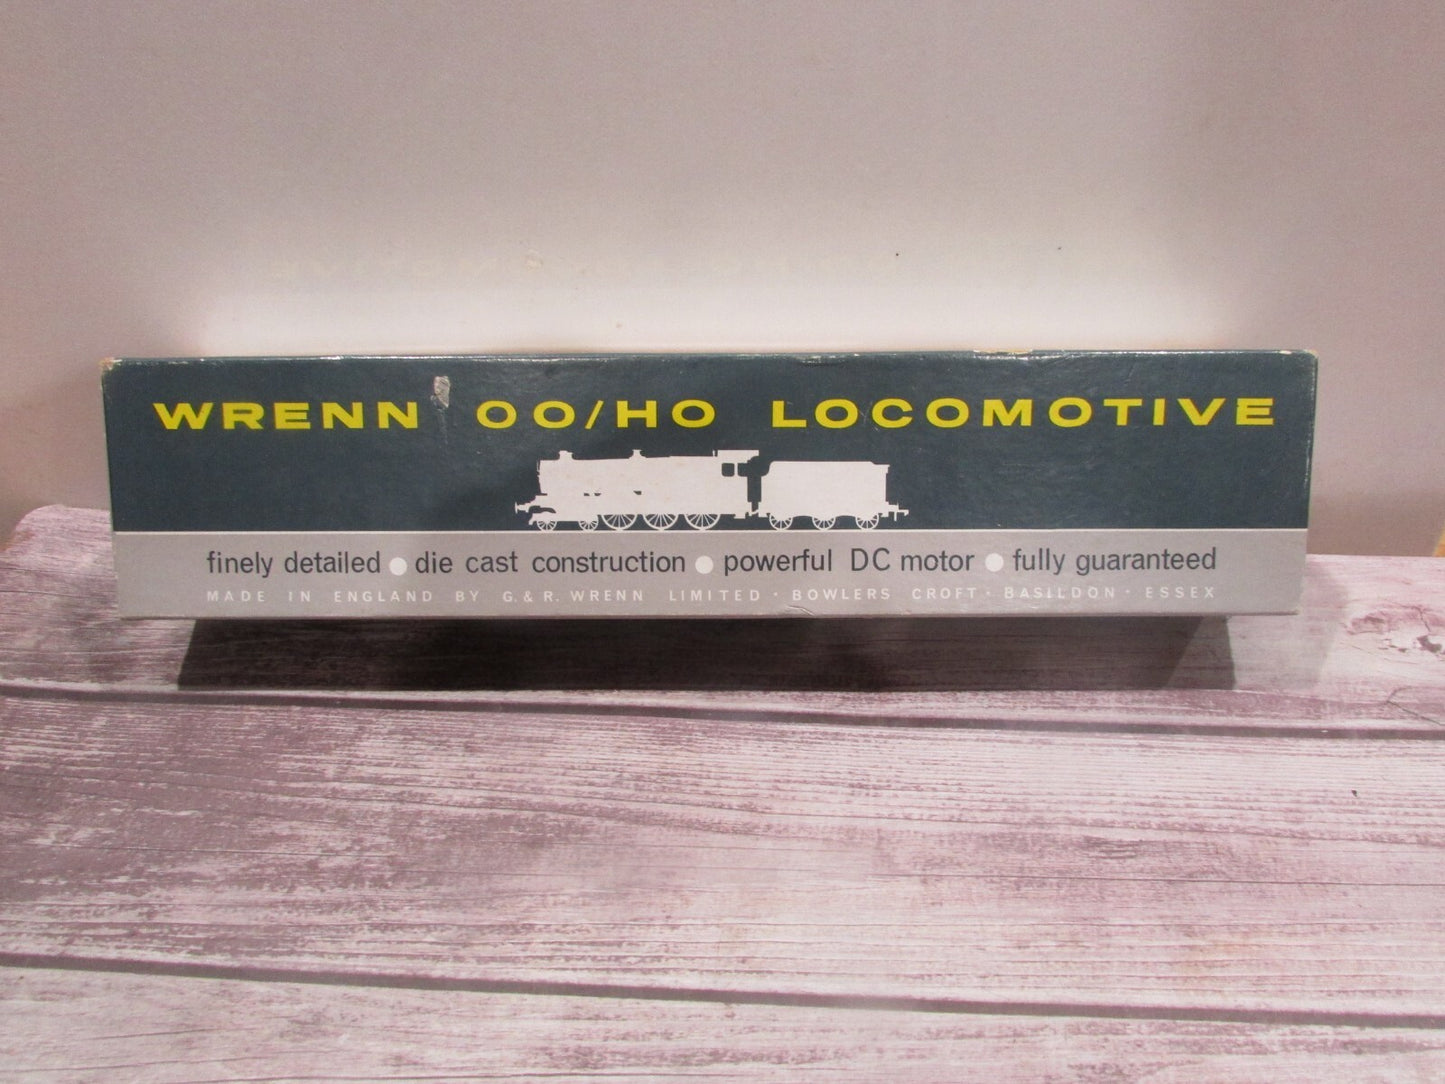 WRENN OO/HO LOCOMOTIVE
finely detailed ● die cast construction ● powerful DC motor ● fully guaranteed
MADE IN ENGLAND BY G. & R. WRENN LIMITED · BOWLERS CROFT · BASILDON · ESSEX